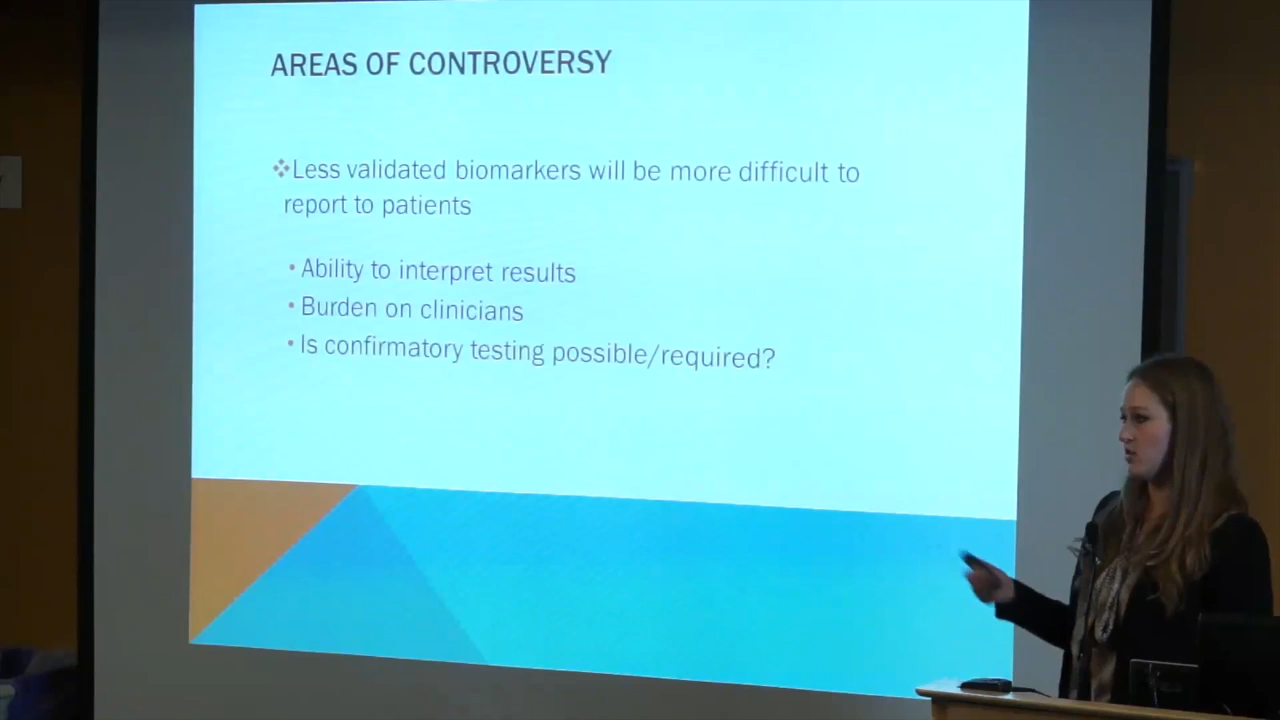 AREAS OF CONTROVERSY
❖Less validated biomarkers will be more difficult to
report to patients
• Ability to interpret results
• Burden on clinicians
• Is confirmatory testing possible/required?